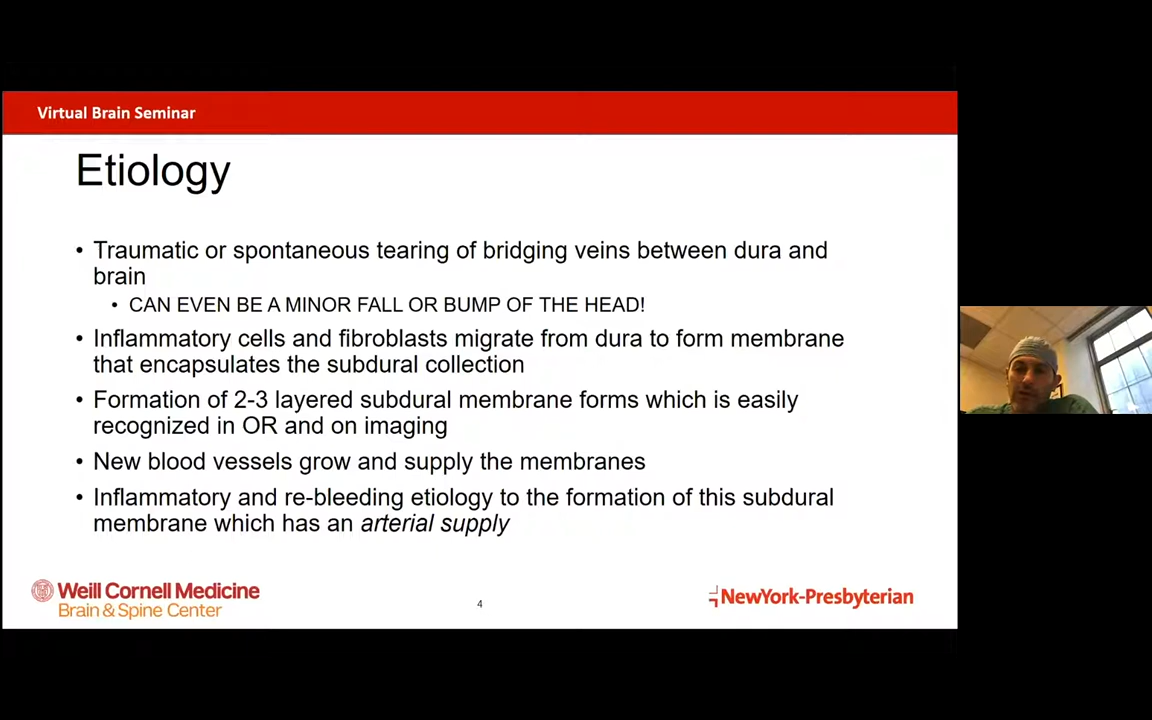 Virtual Brain Seminar
Etiology
• Traumatic or spontaneous tearing of bridging veins between dura and
brain
• CAN EVEN BE A MINOR FALL OR BUMP OF THE HEAD!
• Inflammatory cells and fibroblasts migrate from dura to form membrane
that encapsulates the subdural collection
• Formation of 2-3 layered subdural membrane forms which is easily
recognized in OR and on imaging
• New blood vessels grow and supply the membranes
• Inflammatory and re-bleeding etiology to the formation of this subdural
membrane which has an arterial supply
Weill Cornell Medicine
Brain & Spine Center
4
NewYork-Presbyterian